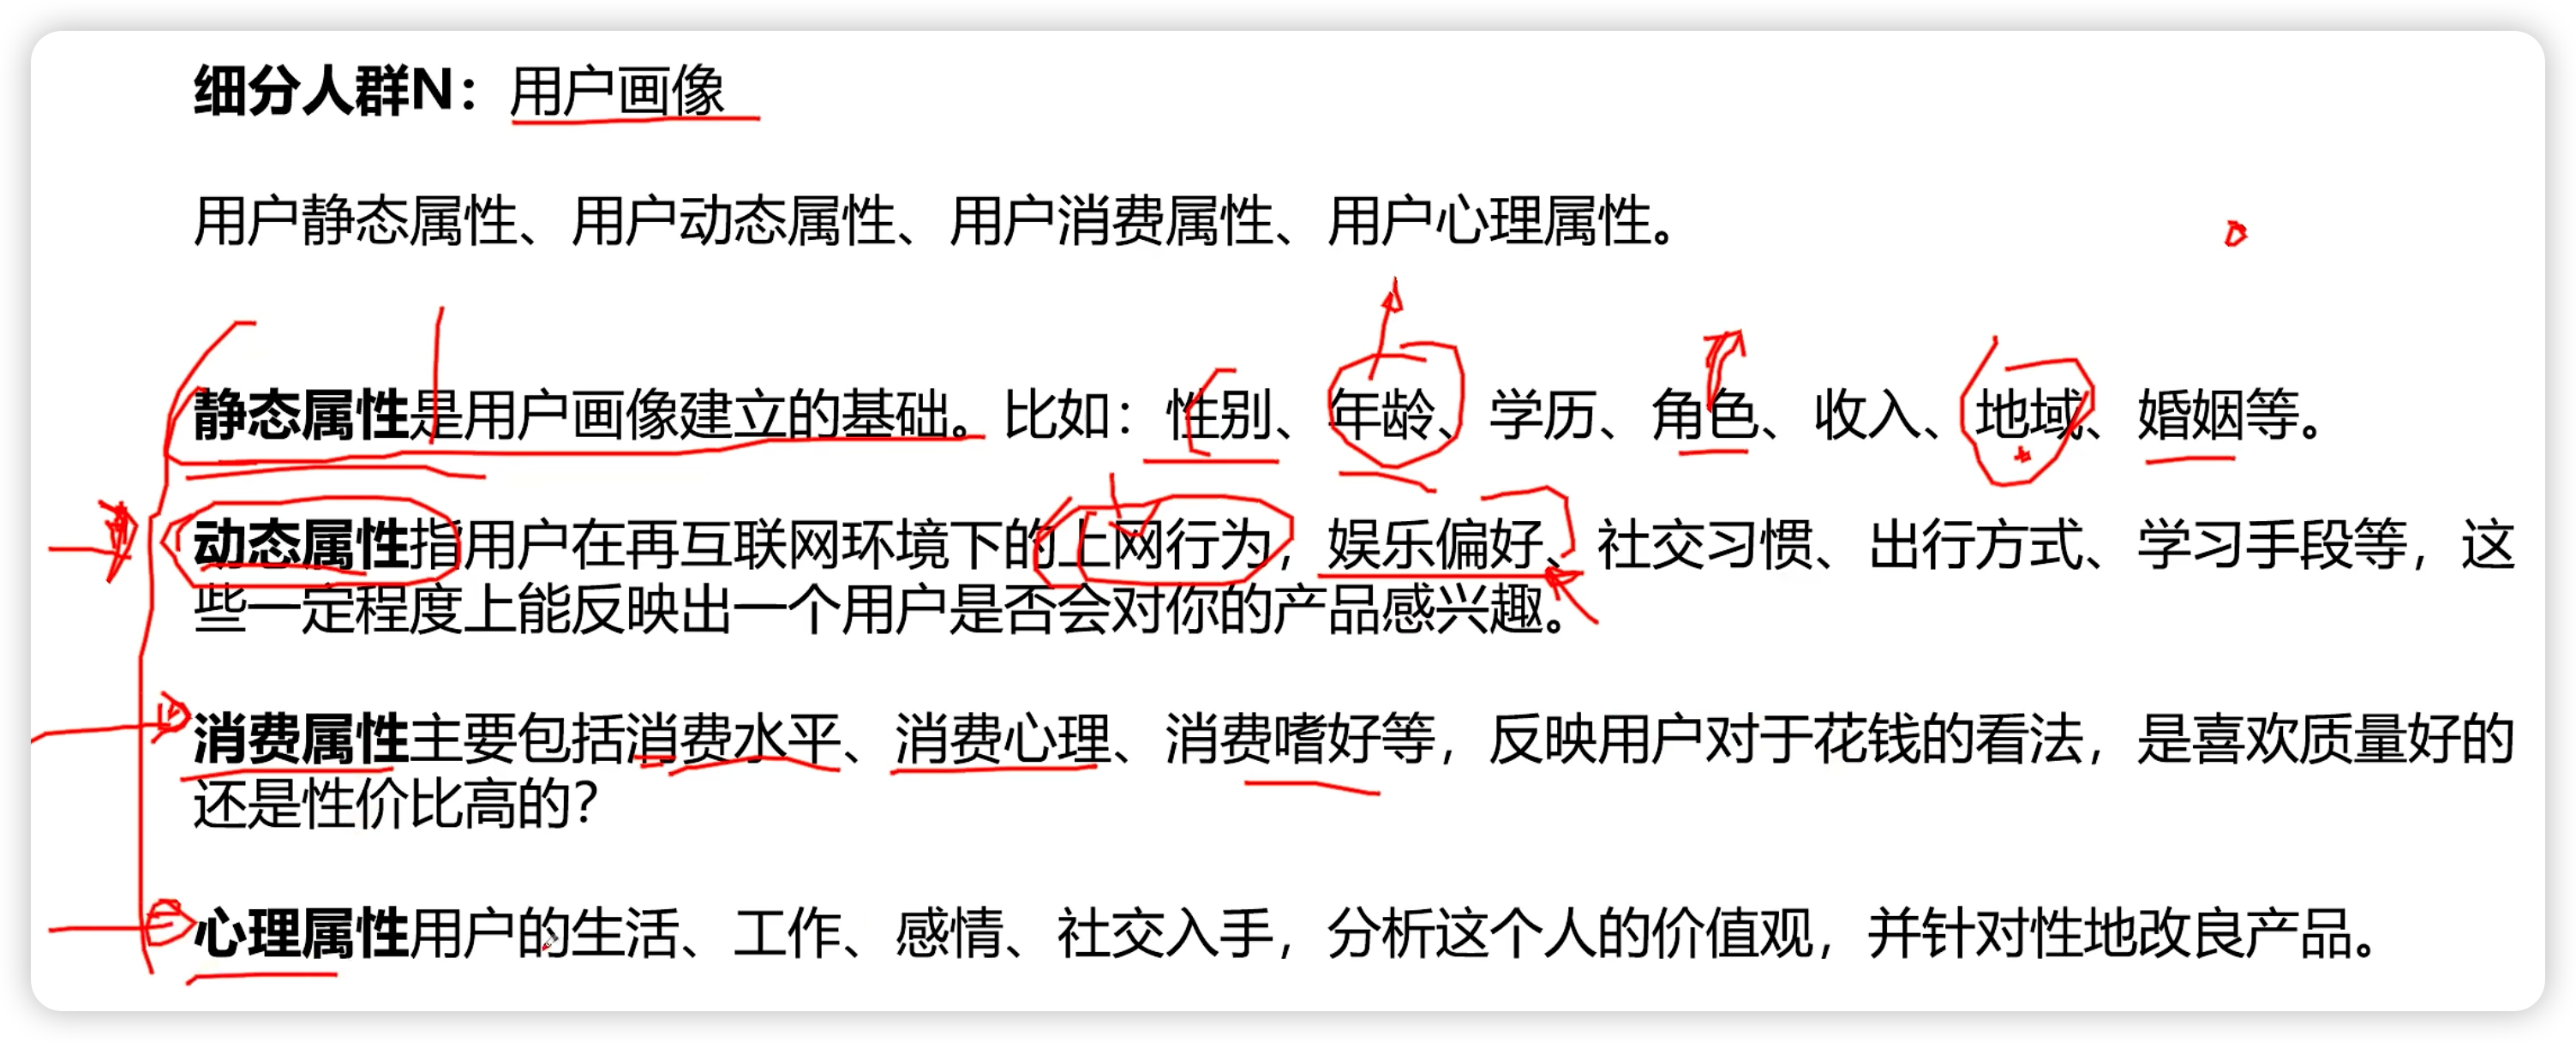 细分人群N：用户画像
用户静态属性、用户动态属性、用户消费属性、用户心理属性。
静态属性是用户画像建立的基础。比如：性别、年龄、学历、角色、收入、地域、婚姻等。
动态属性指用户在再互联网环境下的上网行为，娱乐偏好、社交习惯、出行方式、学习手段等，这
些一定程度上能反映出一个用户是否会对你的产品感兴趣。
消费属性主要包括消费水平、消费心理、消费嗜好等，反映用户对于花钱的看法，是喜欢质量好的
还是性价比高的？
心理属性用户的生活、工作、感情、社交入手，分析这个人的价值观，并针对性地改良产品。